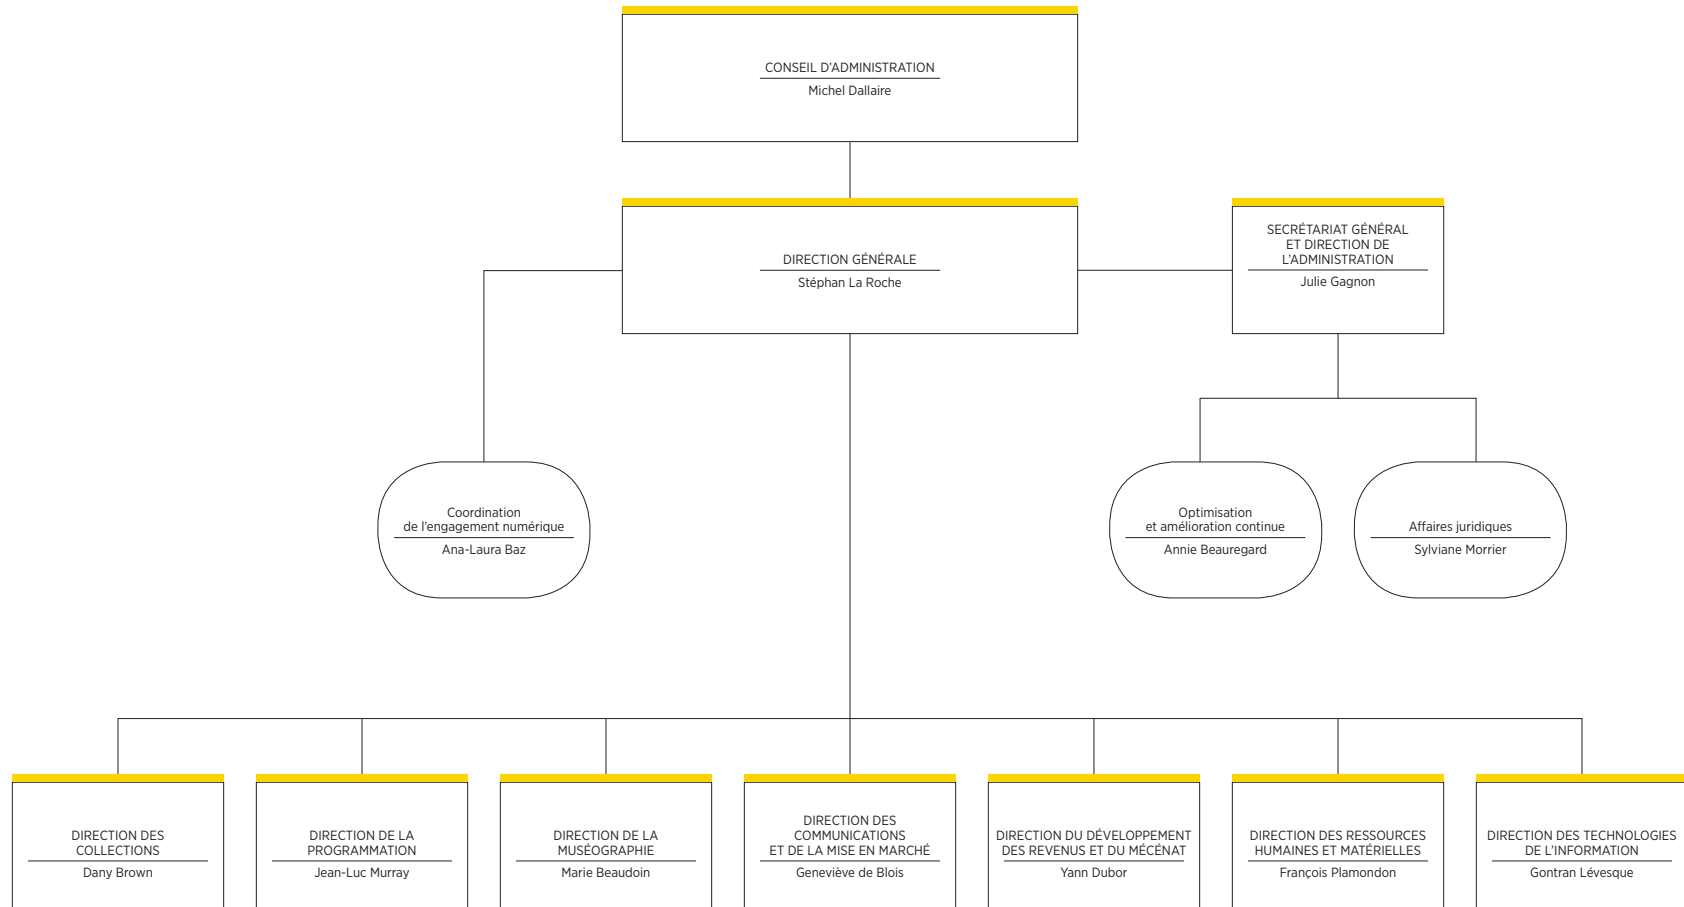 CONSEIL D’ADMINISTRATION
Michel Dallaire
DIRECTION GÉNÉRALE
Stéphan La Roche
SECRÉTARIAT GÉNÉRAL
ET DIRECTION DE
L’ADMINISTRATION
Julie Gagnon
Coordination
de l’engagement numérique
Ana-Laura Baz
Optimisation
et amélioration continue
Annie Beauregard
Affaires juridiques
Sylviane Morrier
DIRECTION DES
COLLECTIONS
Dany Brown
DIRECTION DE LA
PROGRAMMATION
Jean-Luc Murray
DIRECTION DE LA
MUSÉOGRAPHIE
Marie Beaudoin
DIRECTION DES
COMMUNICATIONS
ET DE LA MISE EN MARCHÉ
Geneviève de Blois
DIRECTION DU DÉVELOPPEMENT
DES REVENUS ET DU MÉCÉNAT
Yann Dubor
DIRECTION DES RESSOURCES
HUMAINES ET MATÉRIELLES
François Plamondon
DIRECTION DES TECHNOLOGIES
DE L’INFORMATION
Gontran Lévesque